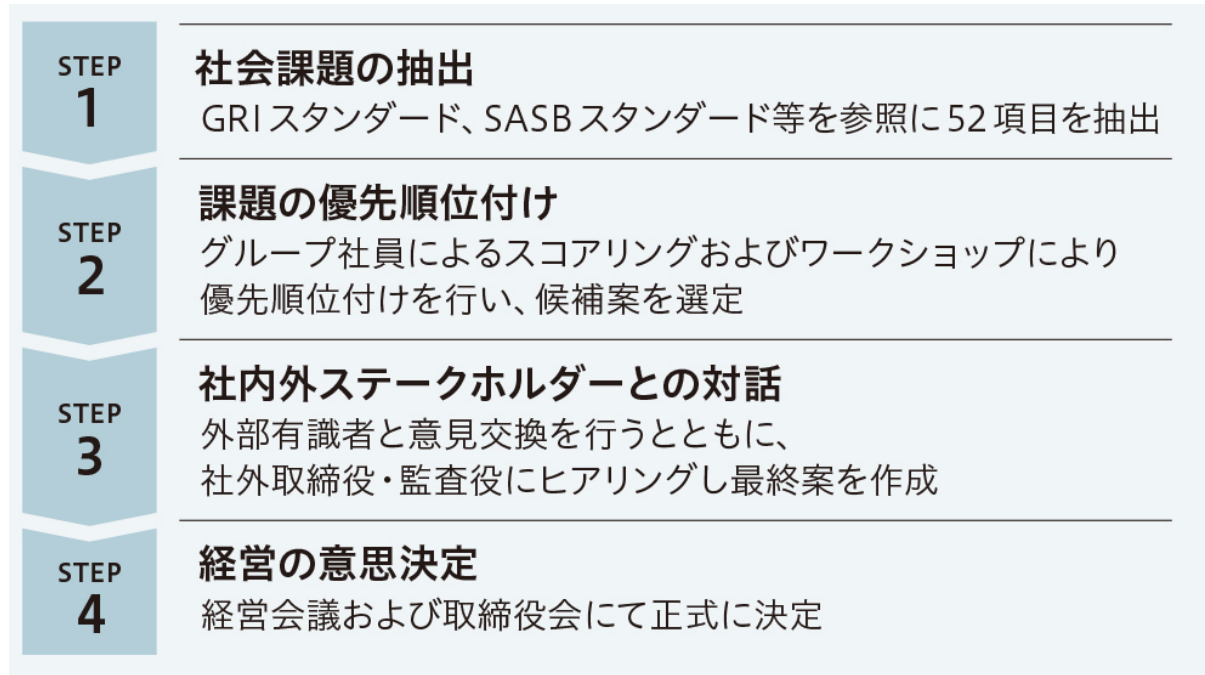 STEP
1
社会課題の抽出
GRIスタンダード、SASBスタンダード等を参照に52項目を抽出
STEP
2
課題の優先順位付け
グループ社員によるスコアリングおよびワークショップにより
優先順位付けを行い、候補案を選定
STEP
3
社内外ステークホルダーとの対話
外部有識者と意見交換を行うとともに、
社外取締役・監査役にヒアリングし最終案を作成
STEP
4
経営の意思決定
経営会議および取締役会にて正式に決定